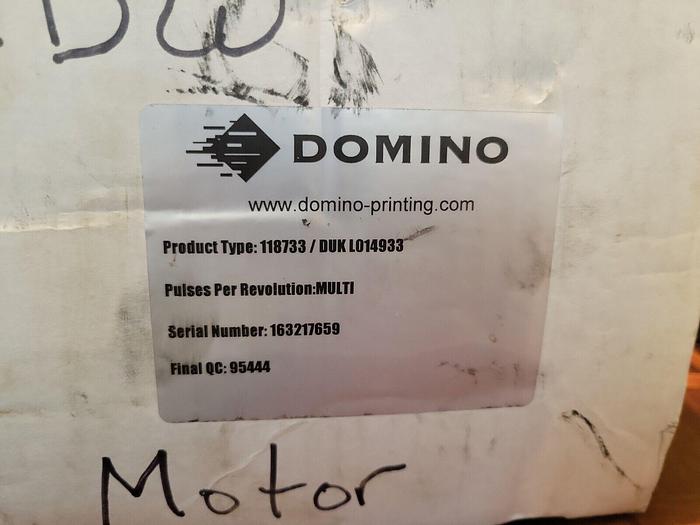 DW
DOMINO
www.domino-printing.com
Product Type: 118733 / DUK L014933
Pulses Per Revolution:MULTI
Serial Number: 163217659
Final QC: 95444
Motor